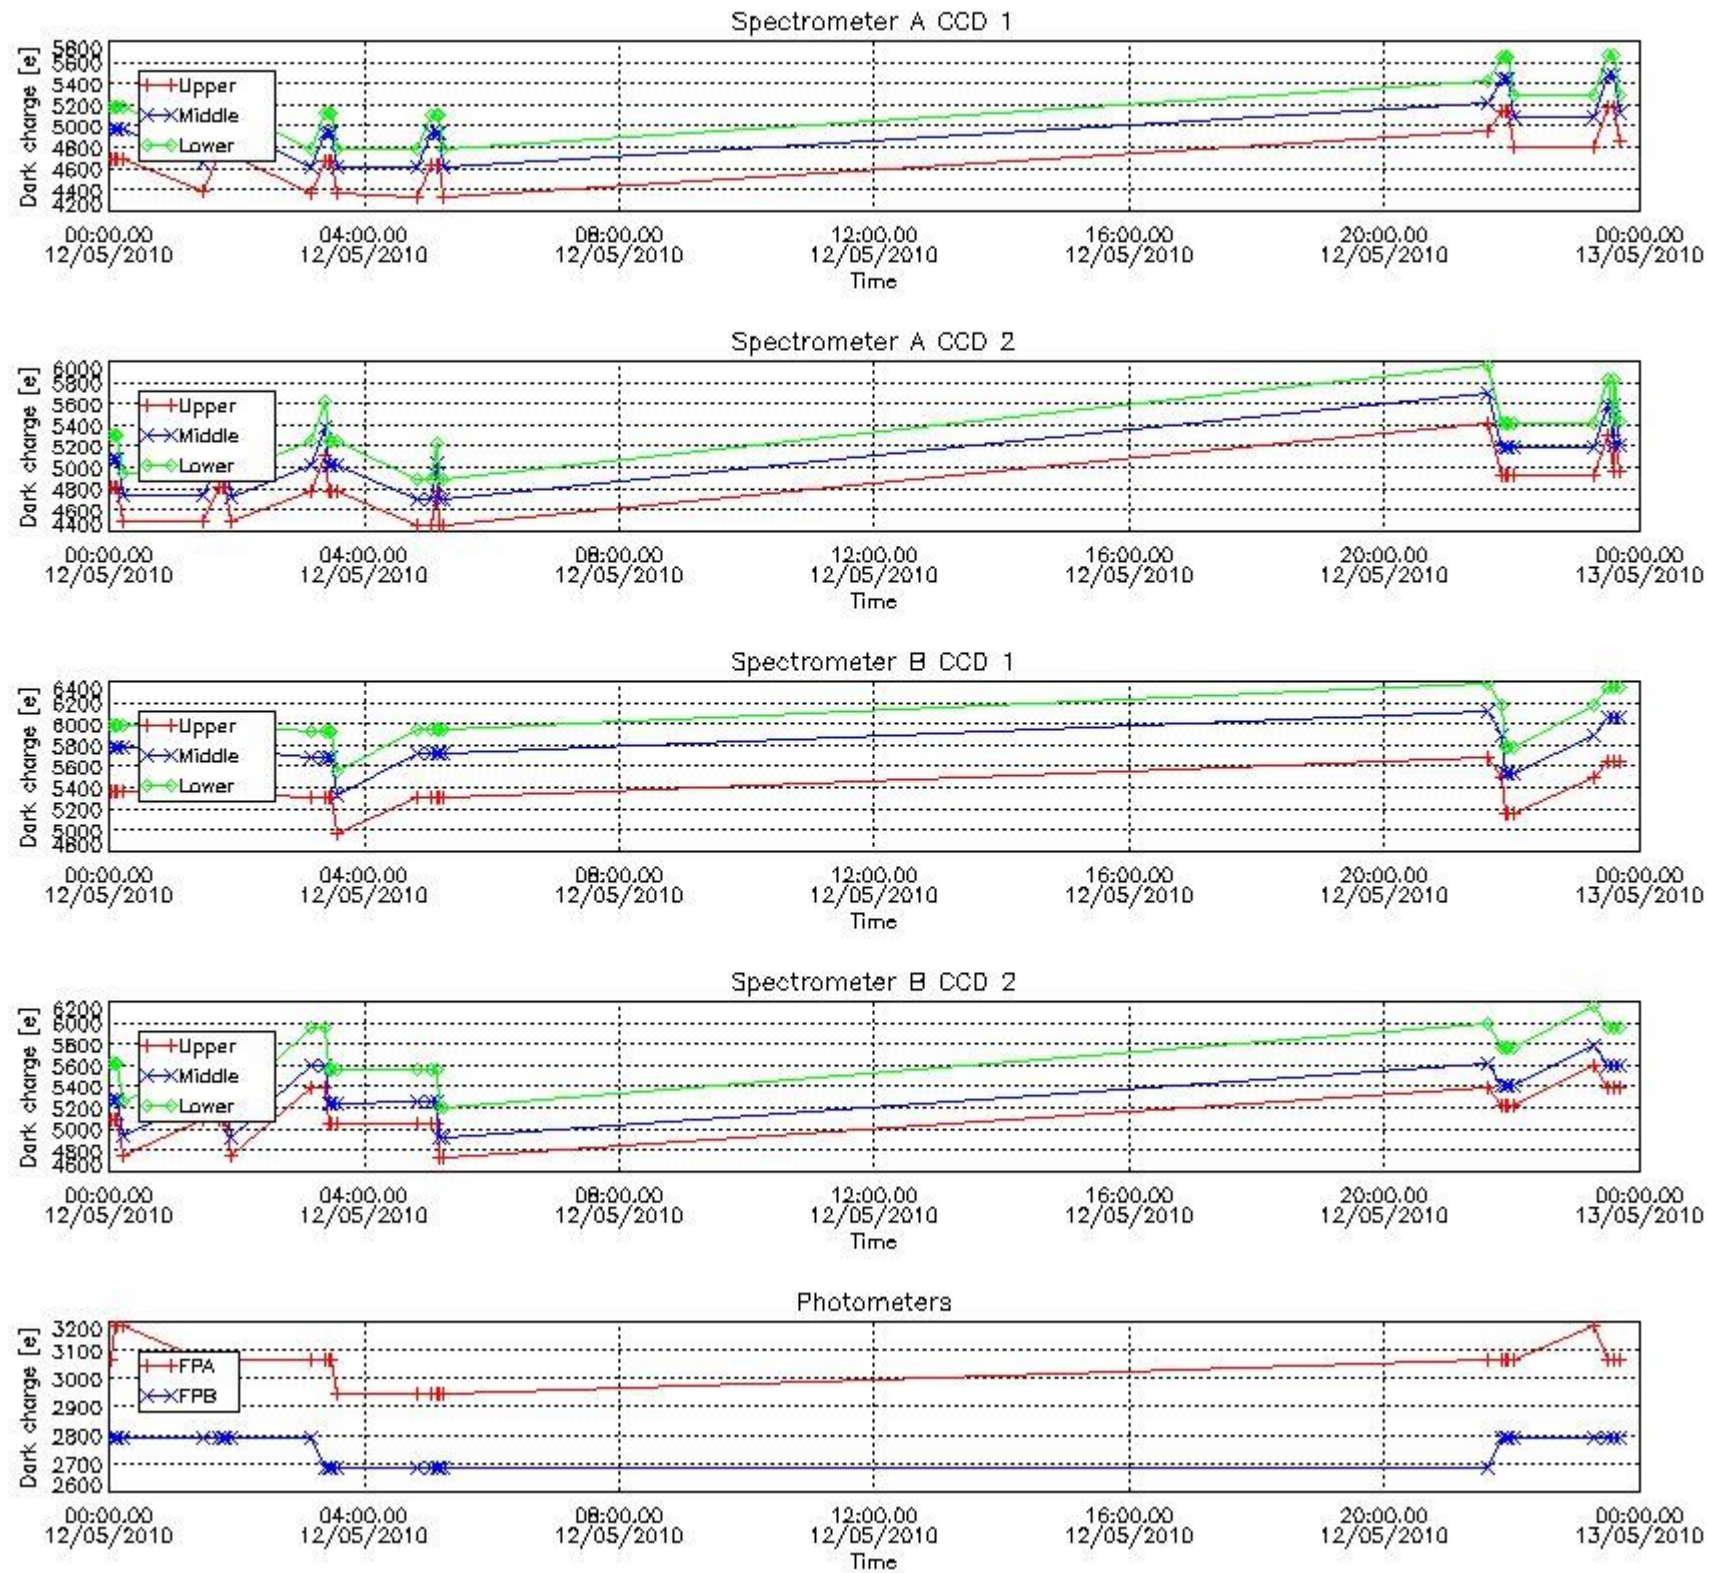 Spectrometer A CCD 1
Dark charge [e]
5800
5600
5400
5200
5000
4800
4600
4400
4200
Upper
Middle
Lower
00:00.00 04:00.00 08:00.00 12:00.00 16:00.00 20:00.00 00:00.00
12/05/2010 12/05/2010 12/05/2010 12/05/2010 12/05/2010 12/05/2010 13/05/2010
Time
Spectrometer A CCD 2
Dark charge [e]
6000
5800
5600
5400
5200
5000
4800
4600
4400
Upper
Middle
Lower
00:00.00 04:00.00 08:00.00 12:00.00 16:00.00 20:00.00 00:00.00
12/05/2010 12/05/2010 12/05/2010 12/05/2010 12/05/2010 12/05/2010 13/05/2010
Time
Spectrometer B CCD 1
Dark charge [e]
6400
6200
6000
5800
5600
5400
5200
5000
4800
Upper
Middle
Lower
00:00.00 04:00.00 08:00.00 12:00.00 16:00.00 20:00.00 00:00.00
12/05/2010 12/05/2010 12/05/2010 12/05/2010 12/05/2010 12/05/2010 13/05/2010
Time
Spectrometer B CCD 2
Dark charge [e]
6200
6000
5800
5600
5400
5200
5000
4800
4600
Upper
Middle
Lower
00:00.00 04:00.00 08:00.00 12:00.00 16:00.00 20:00.00 00:00.00
12/05/2010 12/05/2010 12/05/2010 12/05/2010 12/05/2010 12/05/2010 13/05/2010
Time
Photometers
Dark charge [e]
3200
3100
3000
2900
2800
2700
2600
FPA
FPB
00:00.00 04:00.00 08:00.00 12:00.00 16:00.00 20:00.00 00:00.00
12/05/2010 12/05/2010 12/05/2010 12/05/2010 12/05/2010 12/05/2010 13/05/2010
Time